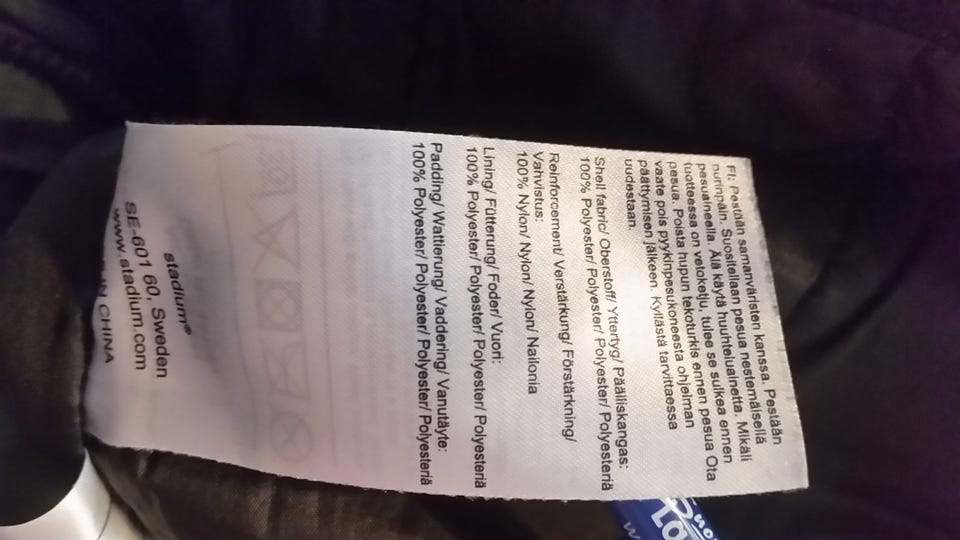 FI: Pestään samanväristen kanssa. Pestään
nurinpäin. Suositellaan pesua nestemäisellä
pesuaineella. Älä käytä huuhteluainetta. Mikäli
tuotteessa on vetoketju, tulee se sulkea ennen
pesua. Poista hupun tekoturkis ennen pesua Ota
vaate pois pyykinpesukoneesta ohjelman
päättymisen jälkeen. Kyllästä tarvittaessa
uudestaan.
Shell fabric/ Oberstoff/ Yttertyg/ Päälliskangas:
100% Polyester/ Polyester/ Polyester/ Polyesteriä
Reinforcement/ Verstärkung/ Förstärkning/
Vahvistus:
100% Nylon/ Nylon/ Nylon/ Nailonia
Lining/ Fütterung/ Foder/ Vuori:
100% Polyester/ Polyester/ Polyester/ Polyesteriä
Padding/ Wattierung/ Vaddering/ Vanutäyte:
100% Polyester/ Polyester/ Polyester/ Polyesteriä
stadium®
SE-601 60, Sweden
www.stadium.com
IN CHINA